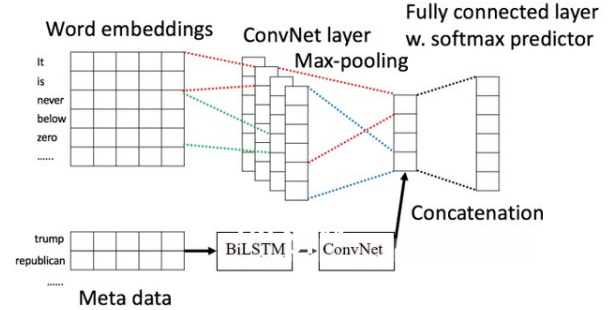 Word embeddings
ConvNet layer
Max-pooling
Fully connected layer
w. softmax predictor
It
is
never
below
zero
......
Concatenation
trump
republican
......
BiLSTM
ConvNet
Meta data